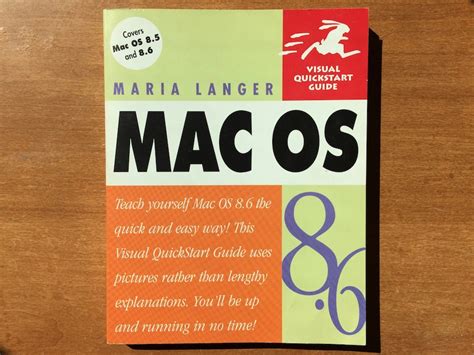 Covers
Mac OS 8.5
and 8.6
VISUAL
QUICKSTART
GUIDE
MARIA LANGER
MAC OS
8.6
Teach yourself Mac OS 8.6 the
quick and easy way! This
Visual QuickStart Guide uses
pictures rather than lengthy
explanations. You'll be up
and running in no time!